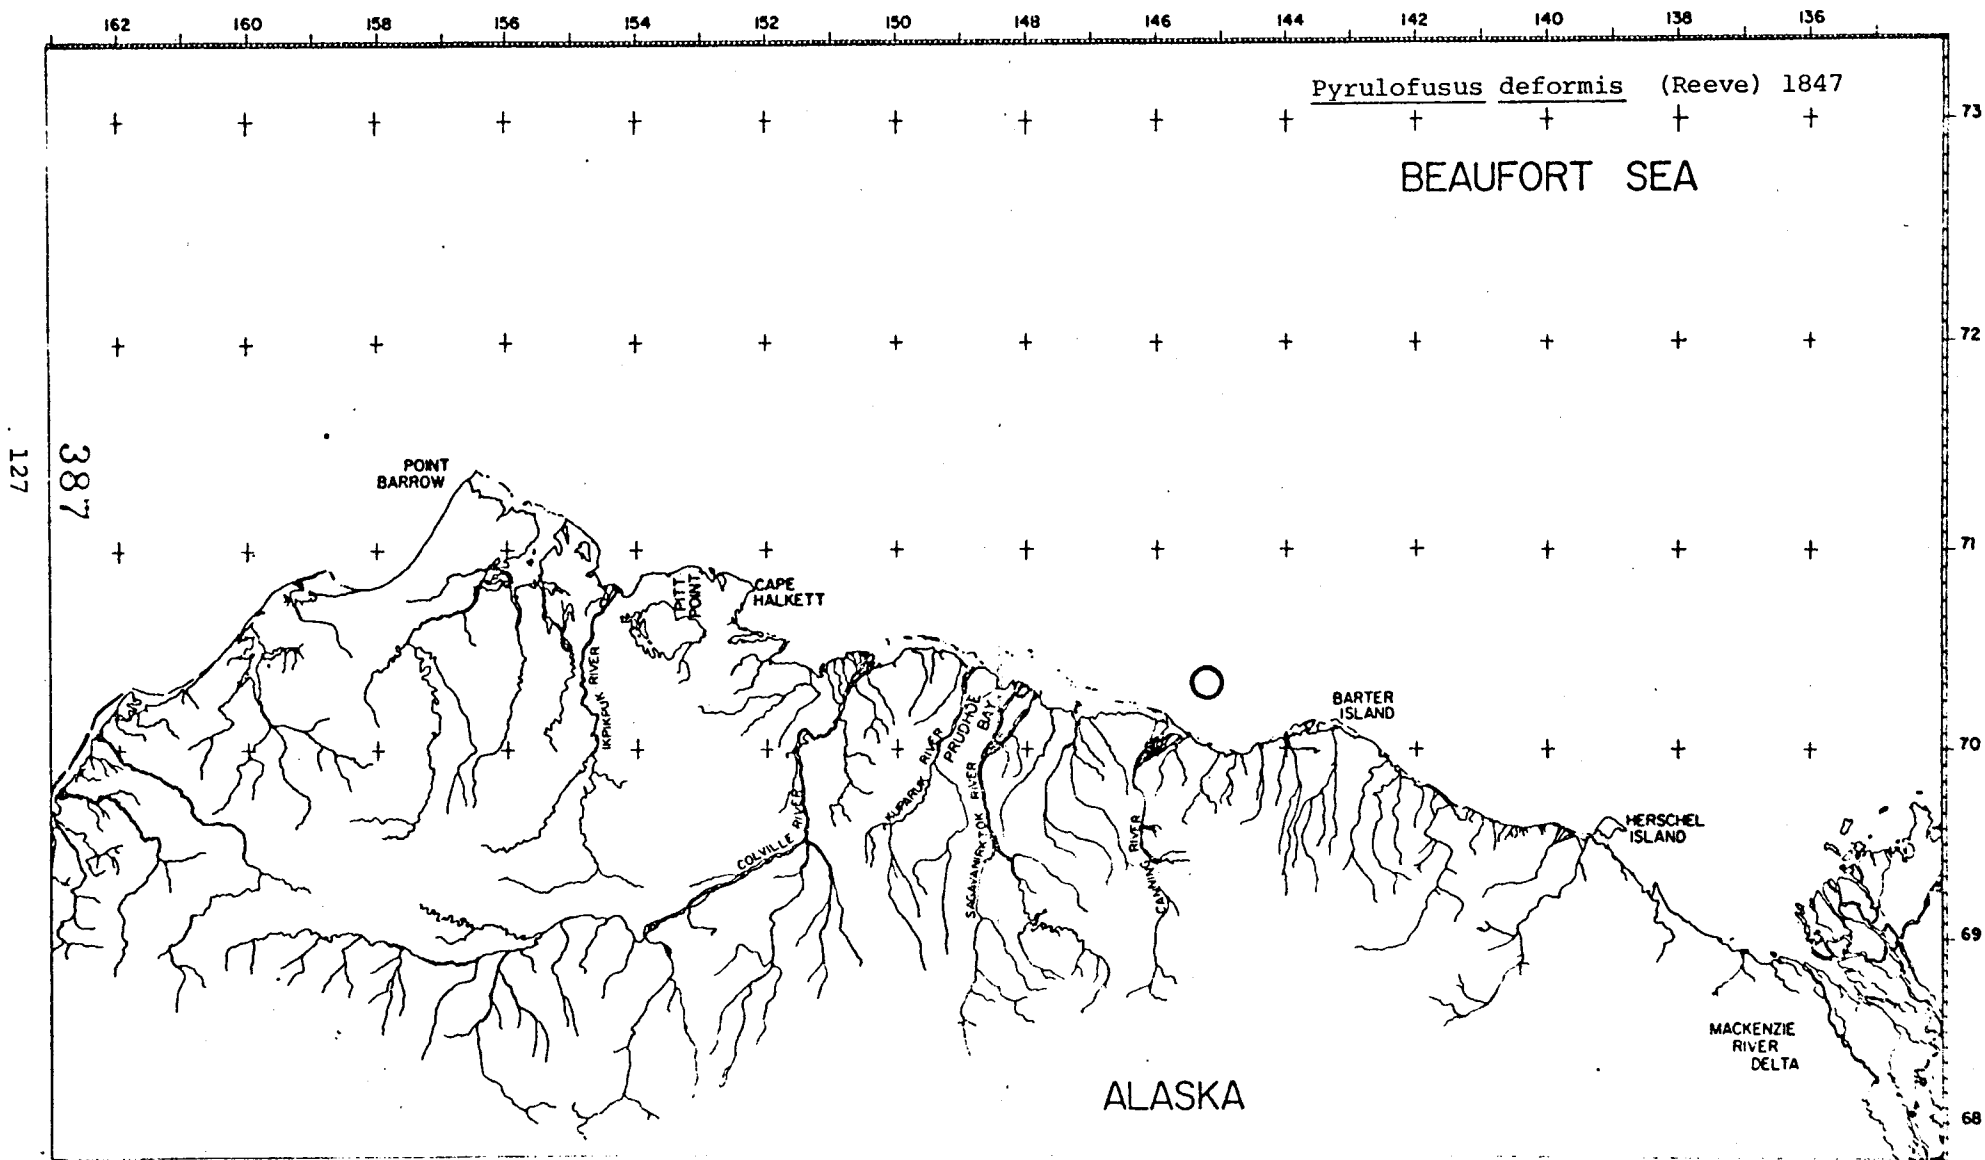 162 160 158 156 154 152 150 148 146 144 142 140 138 136
Pyrulofusus deformis (Reeve) 1847
73
BEAUFORT SEA
72
127
387
POINT
BARROW
71
PITT
POINT
CAPE
HALKETT
IKPIKPUK RIVER
PRUDHOE
BAY
BARTER
ISLAND
70
KUPARUK RIVER
COLVILLE RIVER
SAGAVANIRKTOK RIVER
CANNING RIVER
HERSCHEL
ISLAND
69
MACKENZIE
RIVER
DELTA
ALASKA
68